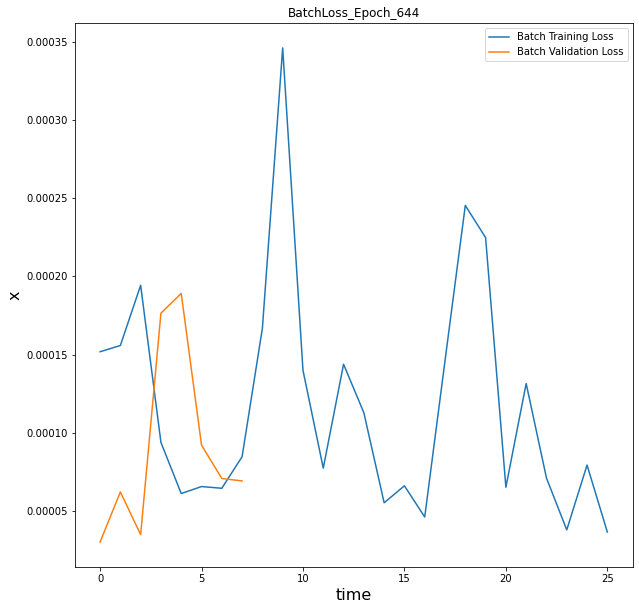 BatchLoss_Epoch_644
Batch Training Loss
Batch Validation Loss
0.00035
0.00030
0.00025
0.00020
0.00015
0.00010
0.00005
x
0 5 10 15 20 25
time